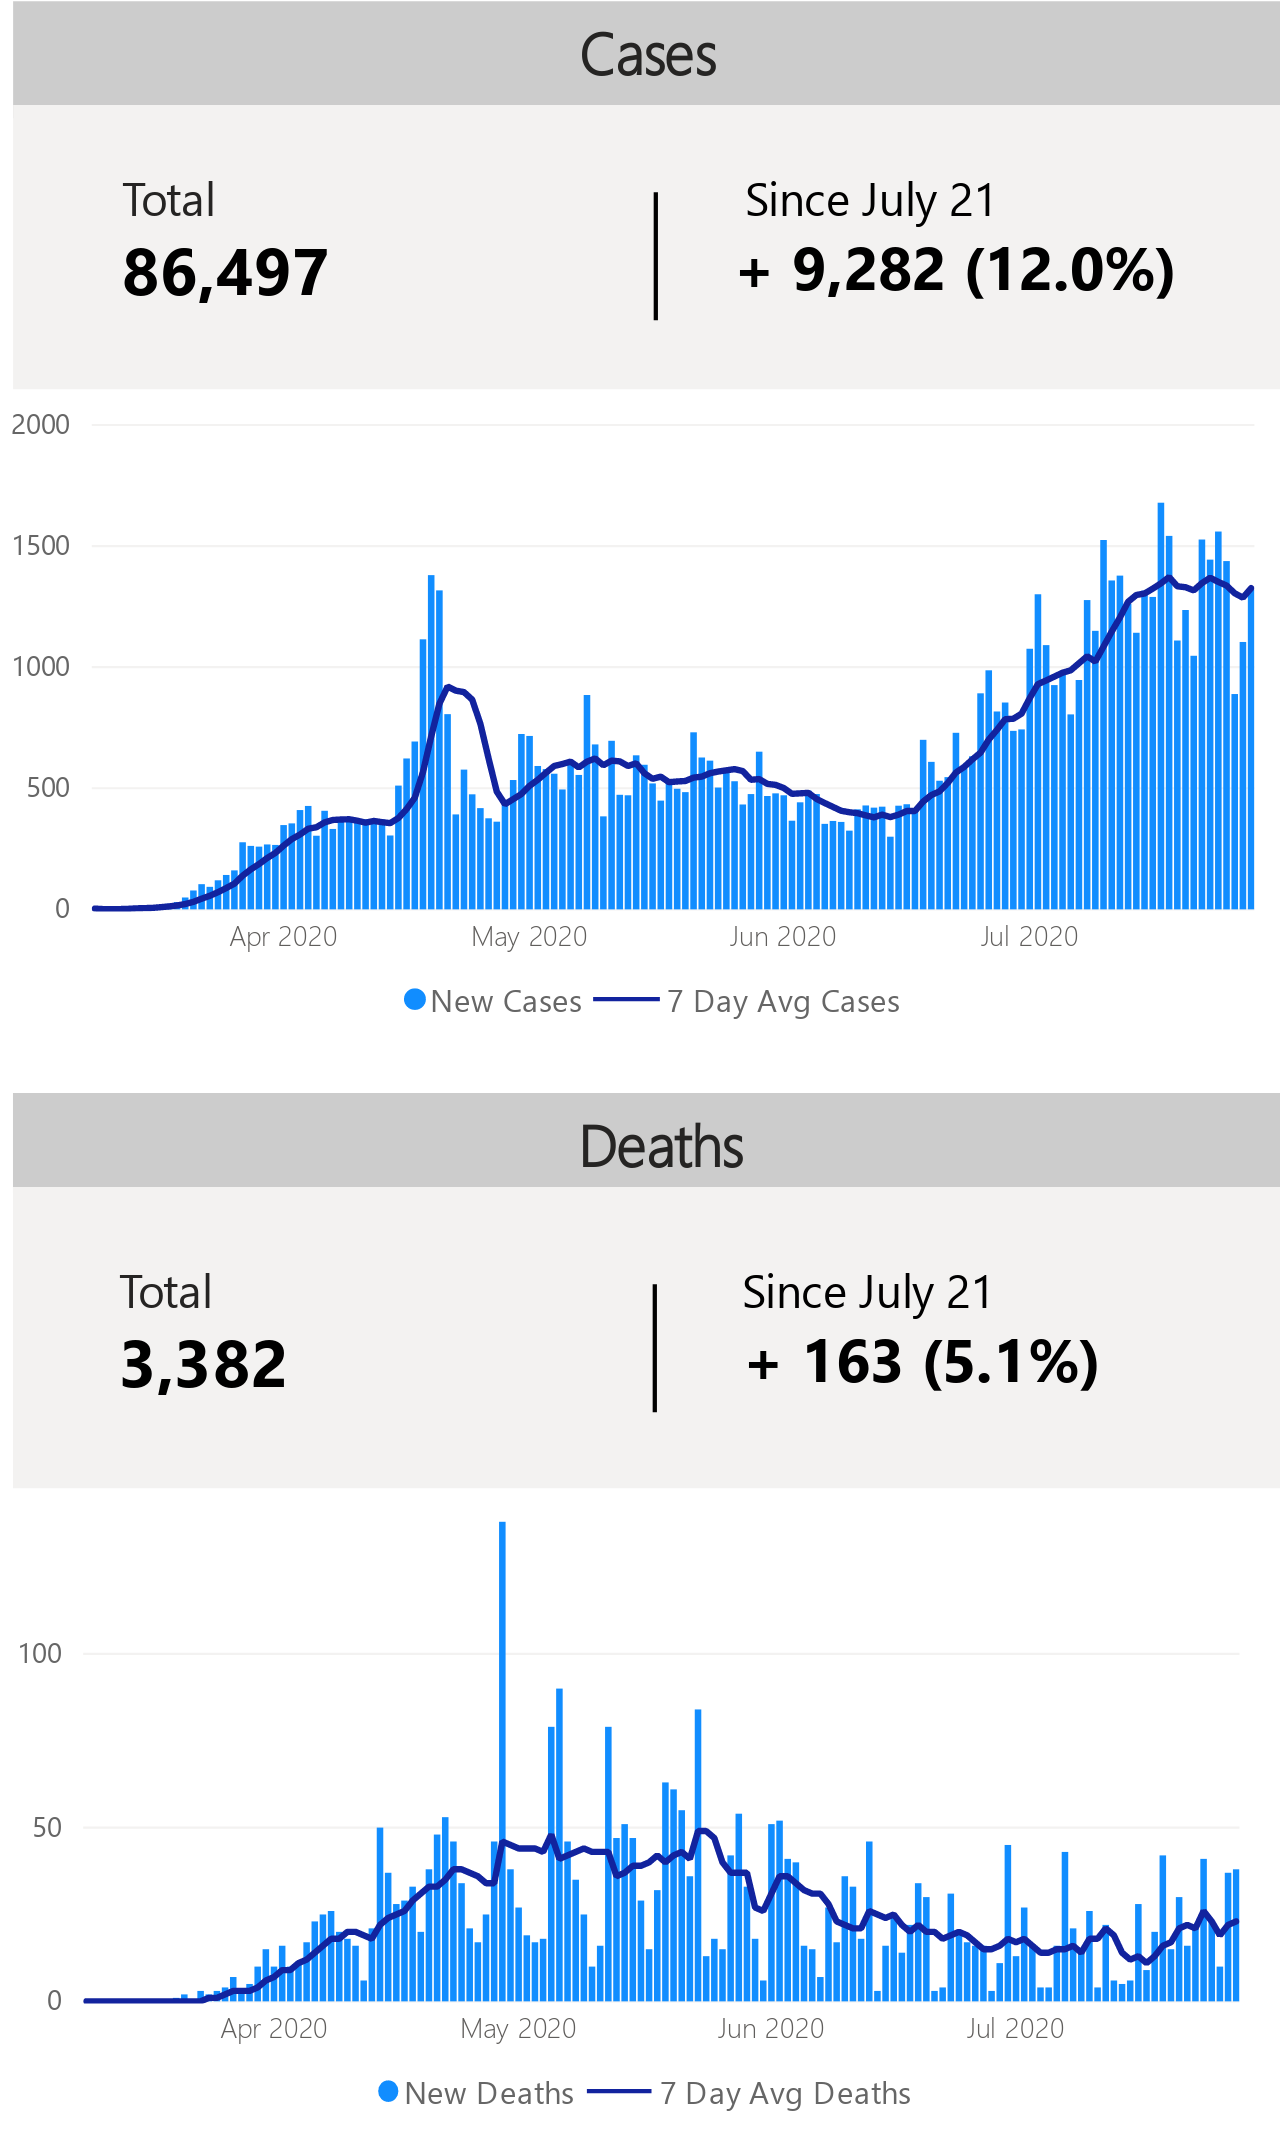 Cases
Total
Since July 21
86,497
+ 9,282 (12.0%)
2000
1500
1000
500
0
Apr 2020
May 2020
Jun 2020
Jul 2020
New Cases
7 Day Avg Cases
Deaths
Total
Since July 21
3,382
+ 163 (5.1%)
100
50
0
Apr 2020
May 2020
Jun 2020
Jul 2020
New Deaths
7 Day Avg Deaths